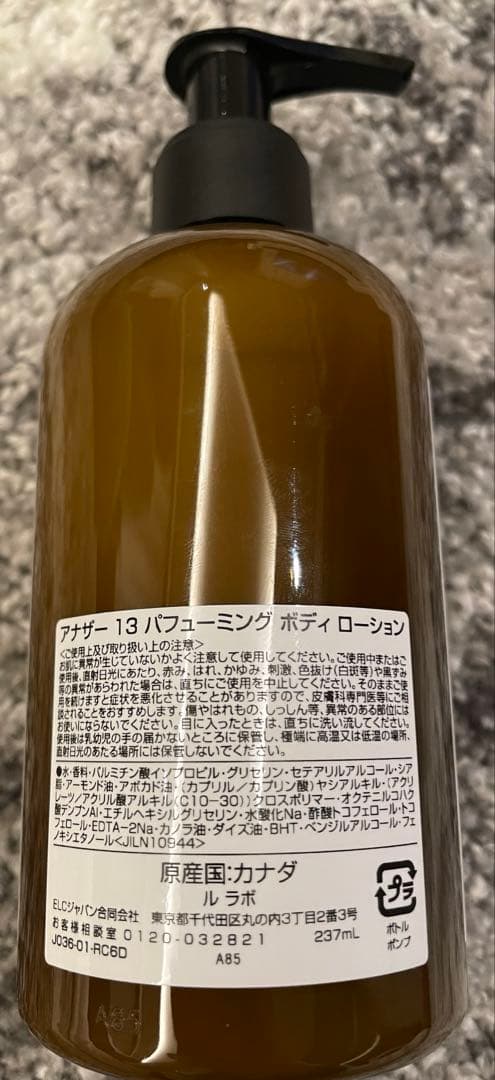 アナザー 13 パフューミング ボディ ローション
<ご使用上及び取り扱い上の注意>
お肌に異常が生じていないかよく注意して使用してください。ご使用中またはご
使用後、直射日光にあたり、赤み、はれ、かゆみ、刺激、色抜け(白斑等)や黒ずみ
等の異常があらわれた場合は、直ちにご使用を中止してください。そのままご使
用を続けますと症状を悪化させることがありますので、皮膚科専門医等にご相
談されることをおすすめします。傷やはれもの、しっしん等、異常のある部位には
お使いにならないでください。目に入ったときは、直ちに洗い流してください。
使用後は乳幼児の手の届かないところに保管し、極端に高温又は低温の場所、
直射日光のあたる場所には保管しないでください。
●水・香料・パルミチン酸イソプロピル・グリセリン・セテアリルアルコール・シア
脂・アーモンド油・アボカド油・(カプリル/カプリン酸)ヤシアルキル・(アクリ
レーツ/アクリル酸アルキル(C10-30))クロスポリマー・オクテニルコハク
酸デンプンAl・エチルヘキシルグリセリン・水酸化Na・酢酸トコフェロール・トコ
フェロール・EDTA-2Na・カノラ油・ダイズ油・BHT・ベンジルアルコール・フェ
ノキシエタノール<JILN10944>
原産国:カナダ
ル ラボ
ELCジャパン合同会社 東京都千代田区丸の内3丁目2番3号
お客様相談室 0120-032821 237mL
J036-01-RC6D A85
プラ
ボトル
ポンプ